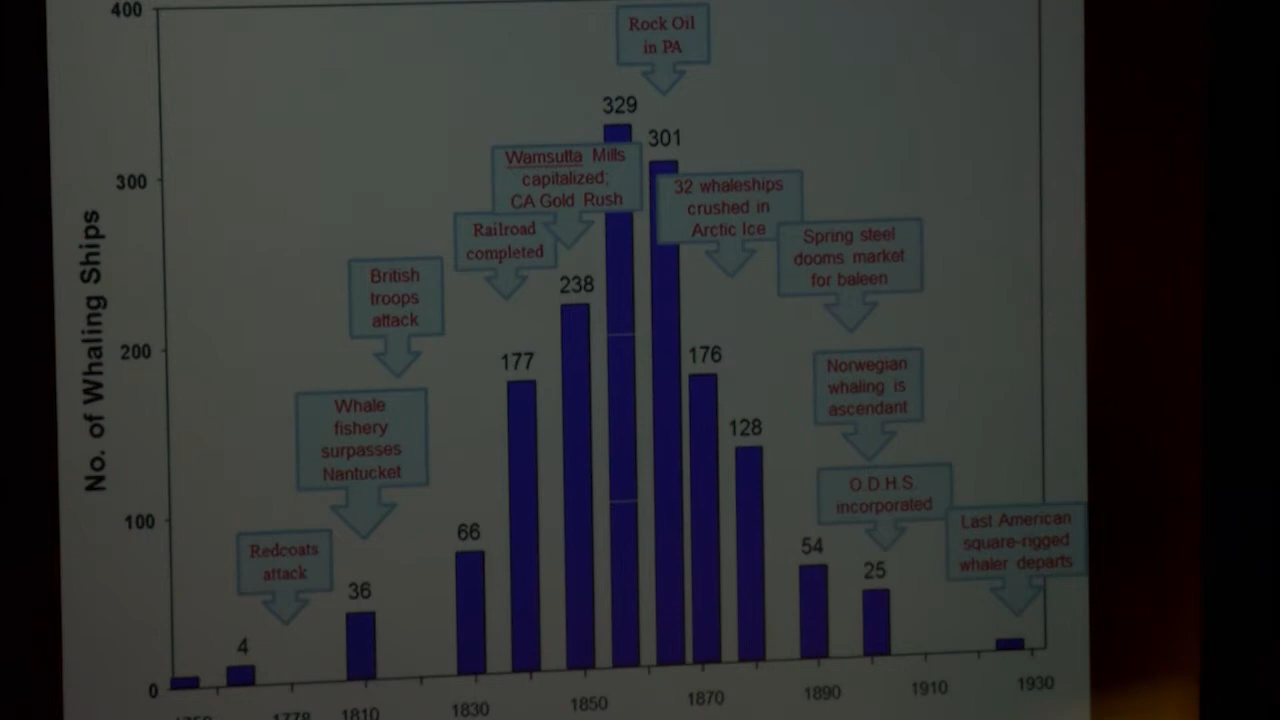 400
Rock Oil
in PA
329
301
Wamsutta Mills
capitalized;
CA Gold Rush
300
32 whaleships
crushed in
Arctic Ice
Railroad
completed
Spring steel
dooms market
for baleen
British
troops
attack
238
No. of Whaling Ships
200
177
176
Norwegian
whaling is
ascendant
Whale
fishery
surpasses
Nantucket
128
O.D.H.S.
incorporated
100
Last American
square-rigged
whaler departs
66
Redcoats
attack
54
25
36
4
0
1810
1830
1850
1870
1890
1910
1930